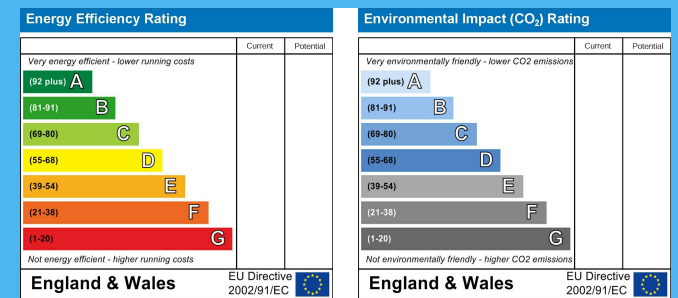 Energy Efficiency Rating
Current Potential
Very energy efficient - lower running costs
(92 plus) A
(81-91) B
(69-80) C
(55-68) D
(39-54) E
(21-38) F
(1-20) G
Not energy efficient - higher running costs
England & Wales
EU Directive
2002/91/EC
Environmental Impact (CO₂) Rating
Current Potential
Very environmentally friendly - lower CO2 emissions
(92 plus) A
(81-91) B
(69-80) C
(55-68) D
(39-54) E
(21-38) F
(1-20) G
Not environmentally friendly - higher CO2 emissions
England & Wales
EU Directive
2002/91/EC